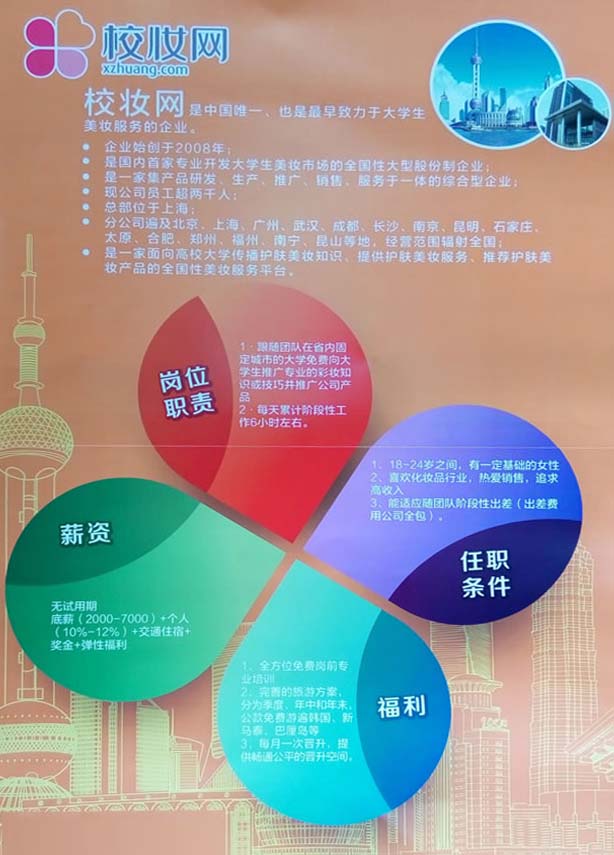 校妆网
xzhuang.com
校妆网是中国唯一、也是最早致力于大学生
美妆服务的企业。
● 企业始创于2008年；
● 是国内首家专业开发大学生美妆市场的全国性大型股份制企业；
● 是一家集产品研发、生产、推广、销售、服务于一体的综合型企业；
● 现公司员工超两千人；
● 总部位于上海；
● 分公司遍及北京、上海、广州、武汉、成都、长沙、南京、昆明、石家庄、
太原、合肥、郑州、福州、南宁、昆山等地，经营范围辐射全国；
● 是一家面向高校大学传播护肤美妆知识、提供护肤美妆服务、推荐护肤美
妆产品的全国性美妆服务平台。
岗位
职责
1·跟随团队在省内固
定城市的大学免费向大
学生推广专业的彩妆知
识或技巧并推广公司产
品
2·每天累计阶段性工
作6小时左右。
任职
条件
1、18-24岁之间，有一定基础的女性
2、喜欢化妆品行业，热爱销售，追求
高收入
3、能适应随团队阶段性出差（出差费
用公司全包）。
薪资
无试用期
底薪（2000-7000）+个人
（10%-12%）+交通住宿+
奖金+弹性福利
福利
1、全方位免费岗前专
业培训
2、完善的旅游方案，
分为季度，年中和年末，
公款免费游遍韩国、新
马泰、巴厘岛等
3、每月一次晋升，提
供畅通公平的晋升空间。